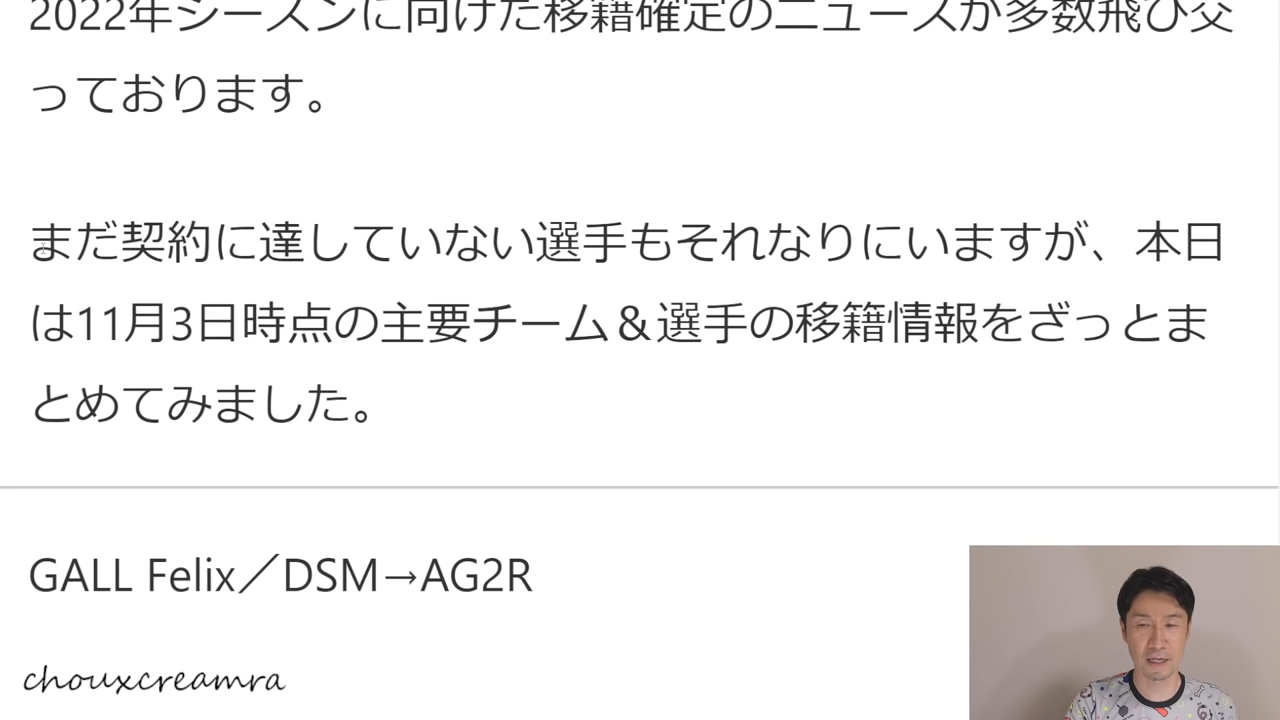 2022年シーズンに向けた移籍確定のニュースが多数飛び交
っております。
まだ契約に達していない選手もそれなりにいますが、本日
は11月3日時点の主要チーム＆選手の移籍情報をざっとま
とめてみました。
GALL Felix／DSM→AG2R
chouxcreamra